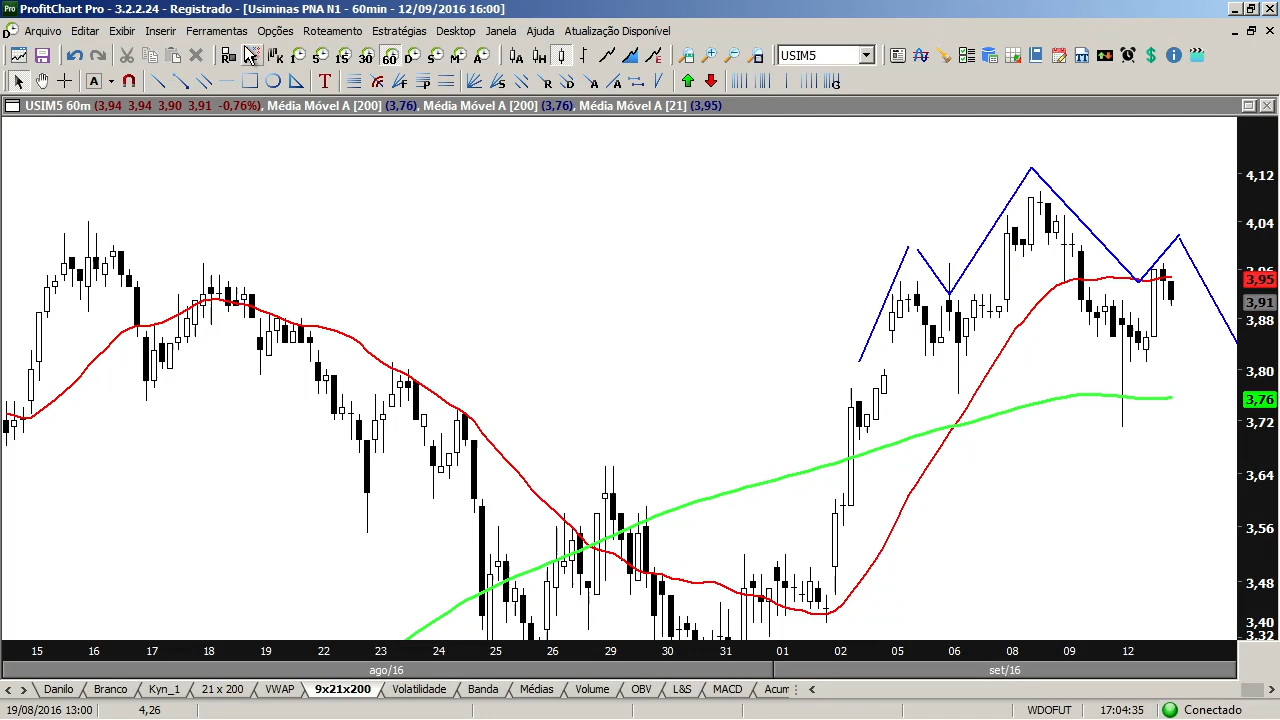 ProfitChart Pro - 3.2.2.24 - Registrado - [Usiminas PNA N1 - 60min - 12/09/2016 16:00]
Arquivo Editar Exibir Inserir Ferramentas Opções Roteamento Estratégias Desktop Janela Ajuda Atualização Disponível
R K 1 5 15 30 60 D S M A A H E USIM5
A T F S R D A A G
USIM5 60m (3,94 3,94 3,90 3,91 -0,76%), Média Móvel A [200] (3,76), Média Móvel A [200] (3,76), Média Móvel A [21] (3,95)
4,12
4,04
3,95
3,91
3,88
3,80
3,76
3,72
3,64
3,56
3,48
3,40
3,32
15 16 17 18 19 22 23 24 25 26 29 30 31 01 02 05 06 08 09 12
ago/16 set/16
Danilo Branco Kyn_1 21 x 200 VWAP 9x21x200 Volatilidade Banda Médias Volume OBV L&S MACD Acum
19/08/2016 13:00 4,26 WDOFUT 17:04:35 Conectado